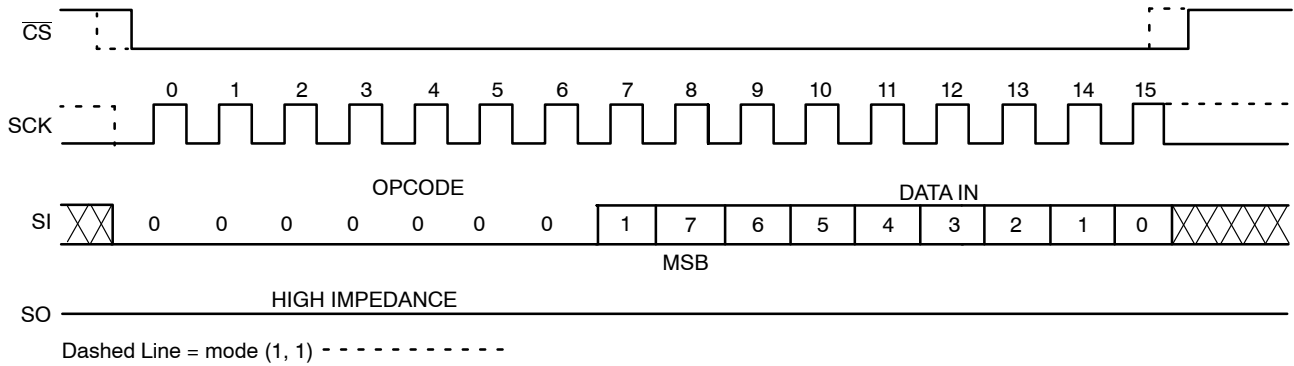 C̅S̅
0 1 2 3 4 5 6 7 8 9 10 11 12 13 14 15
SCK
OPCODE DATA IN
SI 0 0 0 0 0 0 0 1 7 6 5 4 3 2 1 0
MSB
HIGH IMPEDANCE
SO
Dashed Line = mode (1, 1)